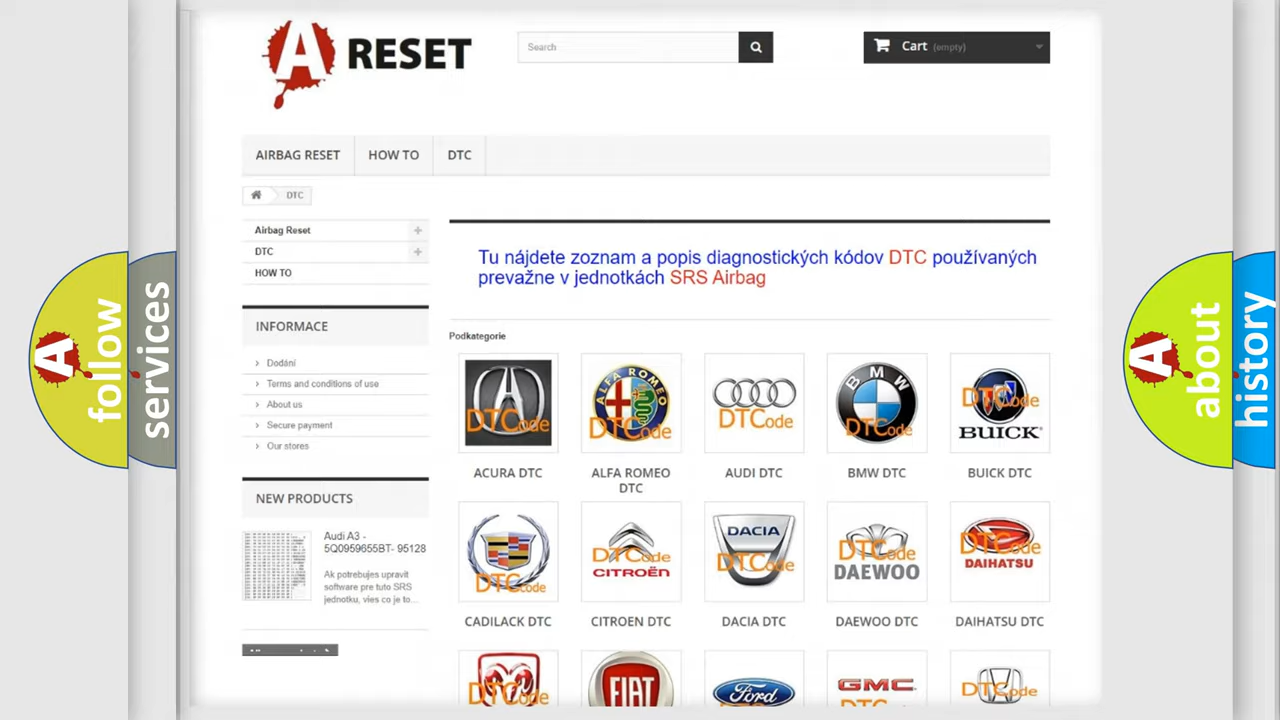 A RESET
Search
Cart (empty)
AIRBAG RESET
HOW TO
DTC
DTC
Airbag Reset
DTC
HOW TO
INFORMACE
Dodání
Terms and conditions of use
About us
Secure payment
Our stores
NEW PRODUCTS
Audi A3 -
5Q0959655BT- 95128
Ak potrebujes upravit
software pre tuto SRS
jednotku, vies co je to...
Tu nájdete zoznam a popis diagnostických kódov DTC používaných
prevažne v jednotkách SRS Airbag
Podkategorie
DTCode
ALFA ROMEO
DTCode
DTCode
BMW
DTCode
DTCode
BUICK
ACURA DTC
ALFA ROMEO
DTC
AUDI DTC
BMW DTC
BUICK DTC
DTCode
DTCode
CITROËN
DACIA
DTCode
DTCode
DAEWOO
DTCode
DAIHATSU
CADILACK DTC
CITROEN DTC
DACIA DTC
DAEWOO DTC
DAIHATSU DTC
DTCode
FIAT
Ford
GMC
DTCode
A follow
services
A about
history